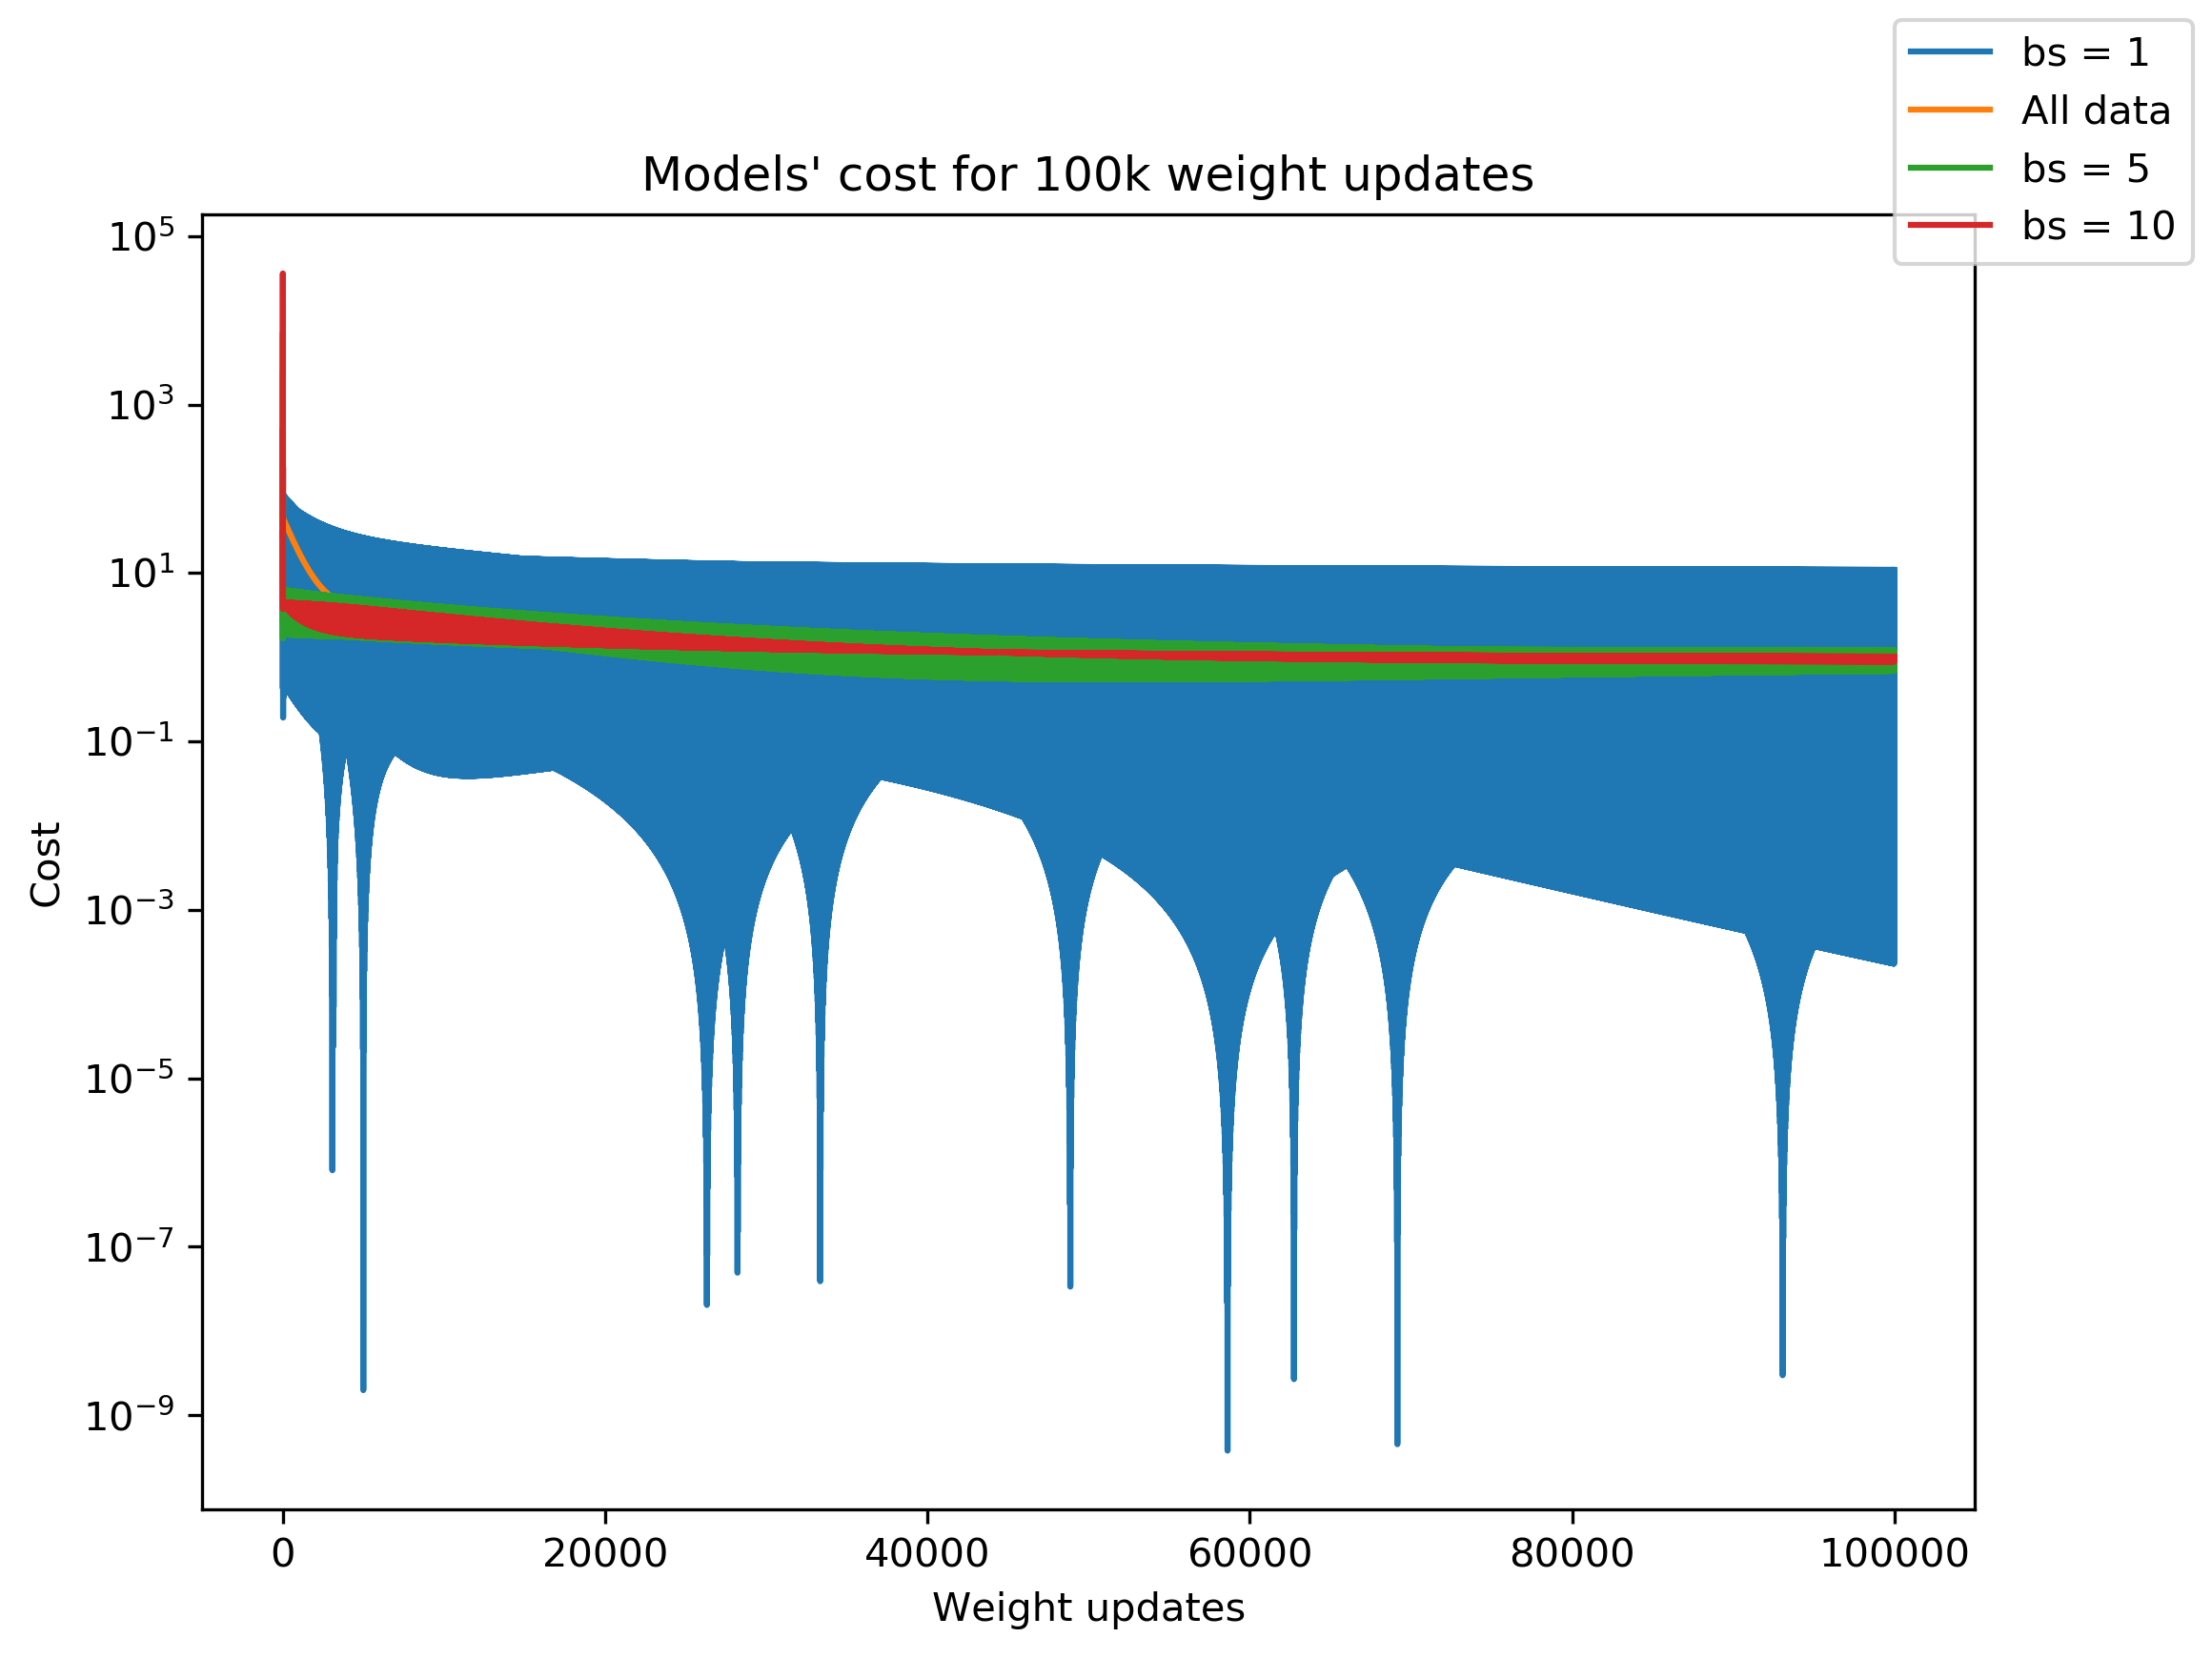 bs = 1
All data
bs = 5
bs = 10
Models' cost for 100k weight updates
10⁵
10³
10¹
10⁻¹
10⁻³
10⁻⁵
10⁻⁷
10⁻⁹
Cost
0 20000 40000 60000 80000 100000
Weight updates